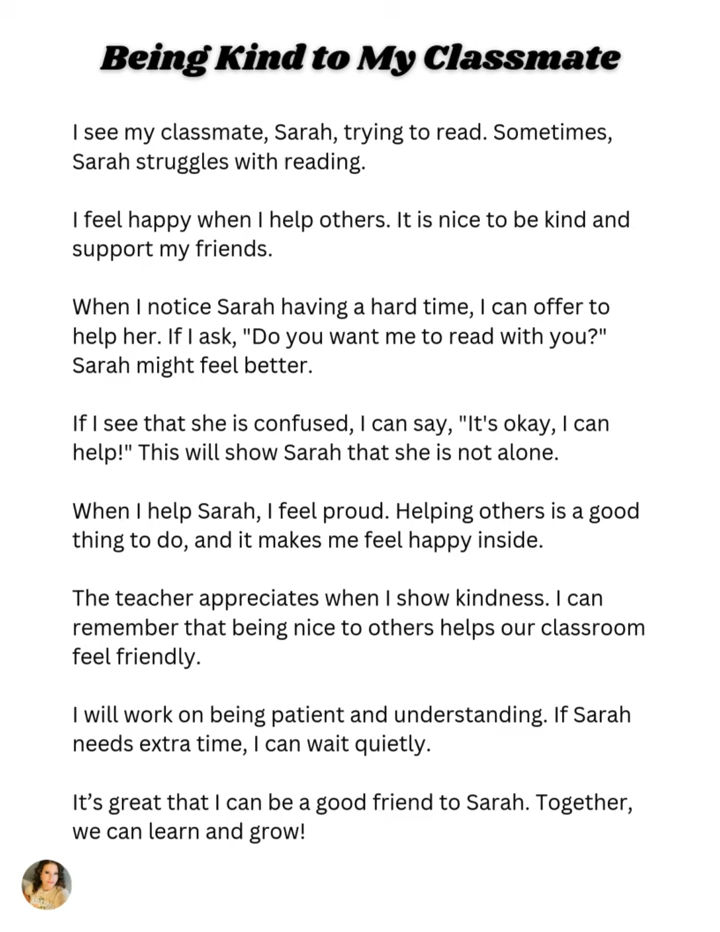 Being Kind to My Classmate
I see my classmate, Sarah, trying to read. Sometimes,
Sarah struggles with reading.
I feel happy when I help others. It is nice to be kind and
support my friends.
When I notice Sarah having a hard time, I can offer to
help her. If I ask, "Do you want me to read with you?"
Sarah might feel better.
If I see that she is confused, I can say, "It's okay, I can
help!" This will show Sarah that she is not alone.
When I help Sarah, I feel proud. Helping others is a good
thing to do, and it makes me feel happy inside.
The teacher appreciates when I show kindness. I can
remember that being nice to others helps our classroom
feel friendly.
I will work on being patient and understanding. If Sarah
needs extra time, I can wait quietly.
It’s great that I can be a good friend to Sarah. Together,
we can learn and grow!